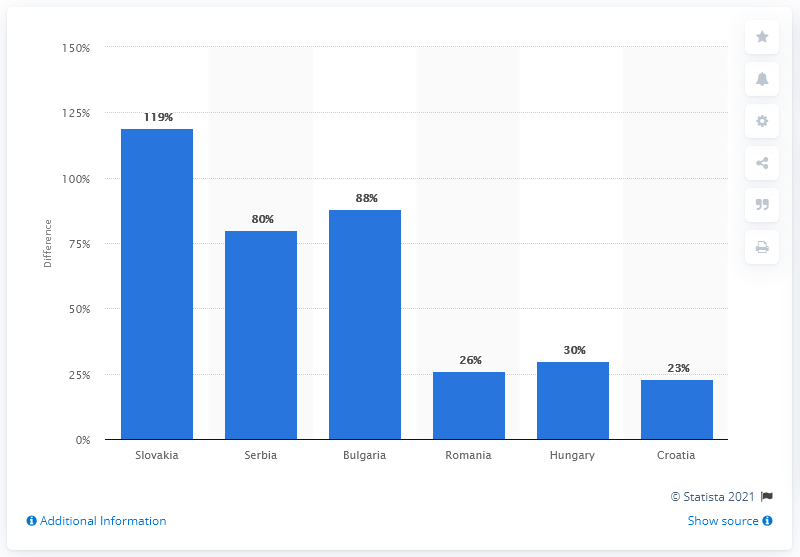 150%
125%
100%
75%
50%
25%
0%
Difference
119%
80%
88%
26%
30%
23%
Slovakia
Serbia
Bulgaria
Romania
Hungary
Croatia
© Statista 2021
Additional Information
Show source